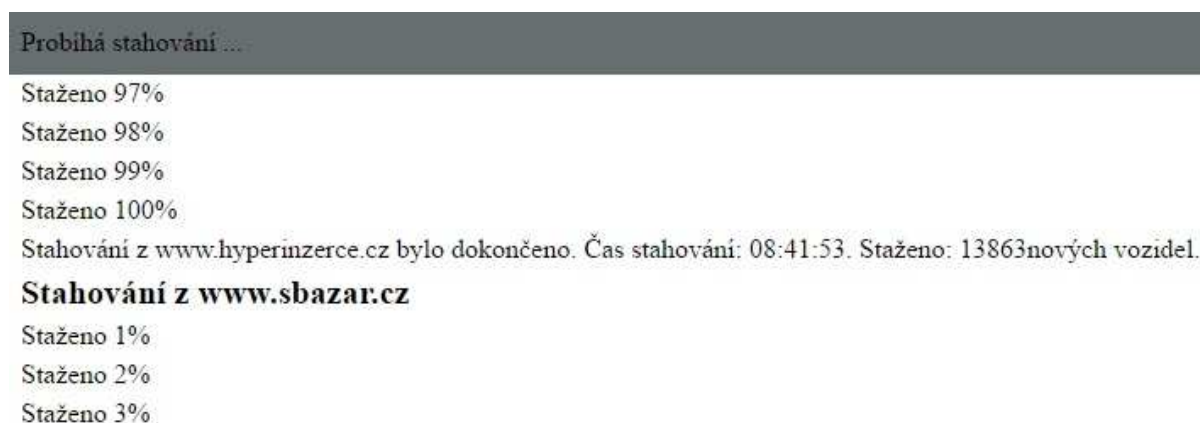 Probíhá stahování ...
Staženo 97%
Staženo 98%
Staženo 99%
Staženo 100%
Stahování z www.hyperinzerce.cz bylo dokončeno. Čas stahování: 08:41:53. Staženo: 13863nových vozidel.
Stahování z www.sbazar.cz
Staženo 1%
Staženo 2%
Staženo 3%